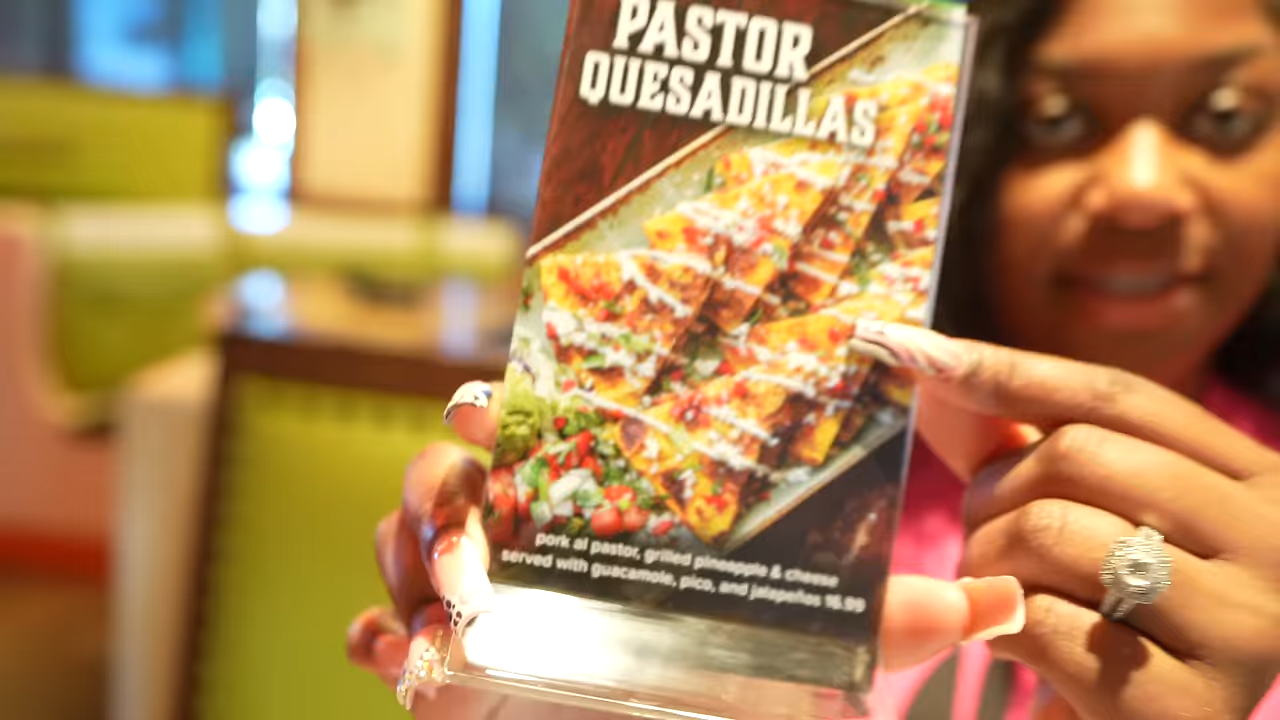 PASTOR
QUESADILLAS
pork al pastor, grilled pineapple & cheese
served with guacamole, pico, and jalapeños 16.99